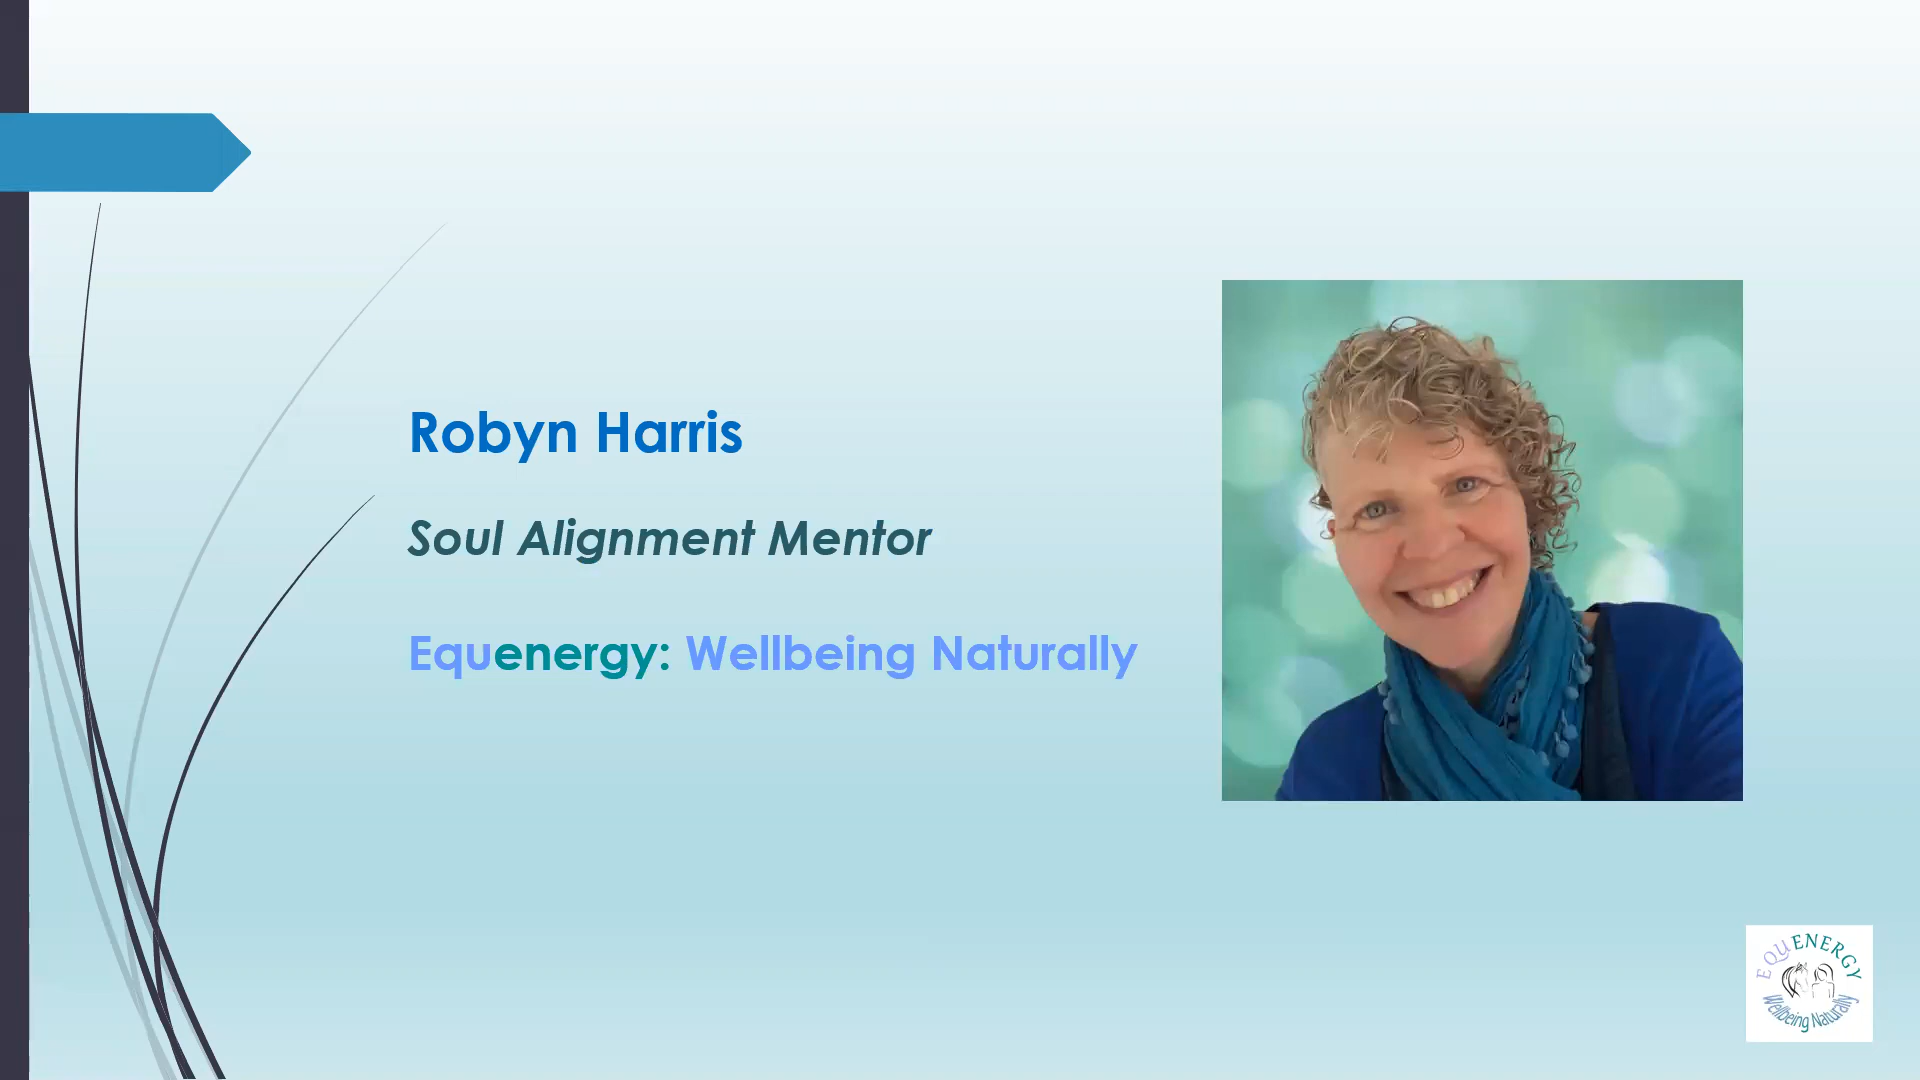 Robyn Harris
Soul Alignment Mentor
Equenergy: Wellbeing Naturally
EQUENERGY
Wellbeing Naturally